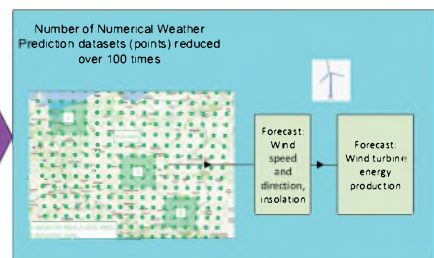 Number of Numerical Weather
Prediction datasets (points) reduced
over 100 times
Forecast:
Wind
speed
and
direction,
insolation
Forecast:
Wind turbine
energy
production